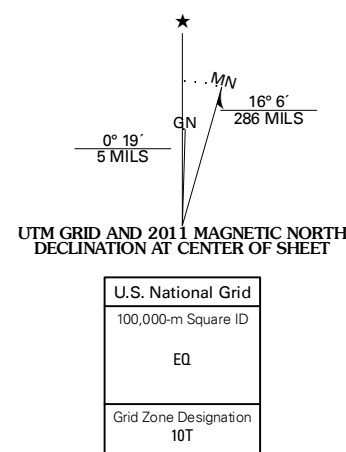 ★
MN
GN
16° 6´
286 MILS
0° 19´
5 MILS
UTM GRID AND 2011 MAGNETIC NORTH
DECLINATION AT CENTER OF SHEET
U.S. National Grid
100,000-m Square ID
EQ
Grid Zone Designation
10T